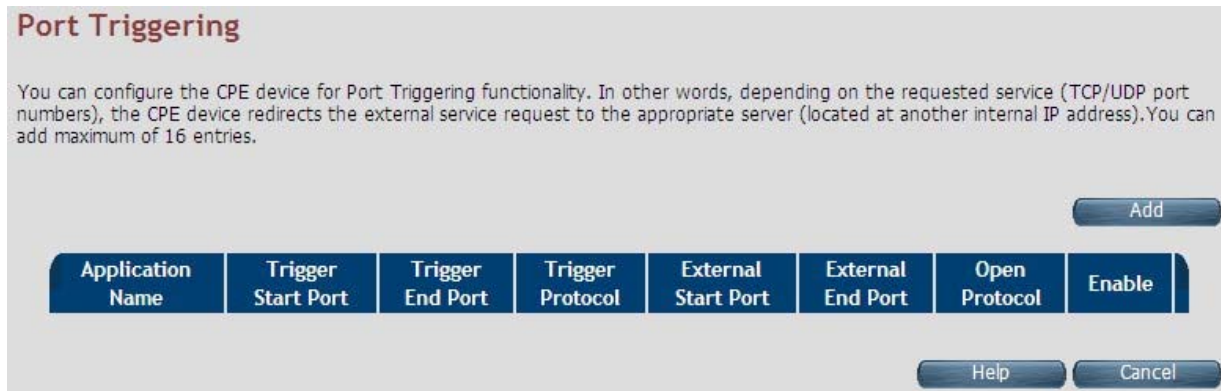 Port Triggering
You can configure the CPE device for Port Triggering functionality. In other words, depending on the requested service (TCP/UDP port
numbers), the CPE device redirects the external service request to the appropriate server (located at another internal IP address).You can
add maximum of 16 entries.
Add
Application Name Trigger Start Port Trigger End Port Trigger Protocol External Start Port External End Port Open Protocol Enable
Help Cancel